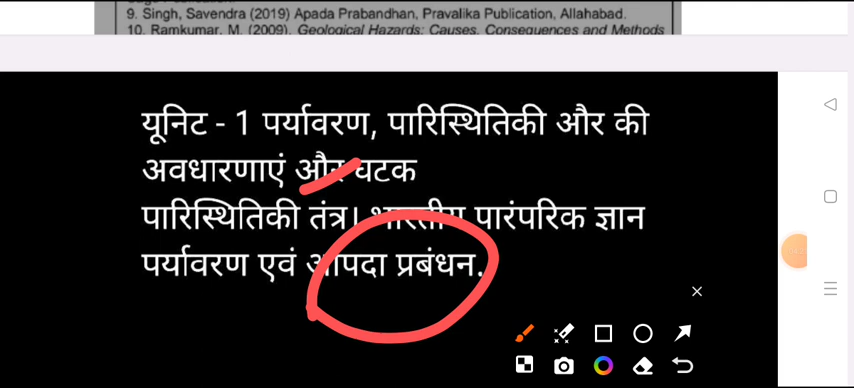 9. Singh, Savendra (2019) Apada Prabandhan, Pravalika Publication, Allahabad.
10. Ramkumar, M. (2009). Geological Hazards: Causes, Consequences and Methods
यूनिट - 1 पर्यावरण, पारिस्थितिकी और की
अवधारणाएं और घटक
पारिस्थितिकी तंत्र। भारतीय पारंपरिक ज्ञान
पर्यावरण एवं आपदा प्रबंधन.